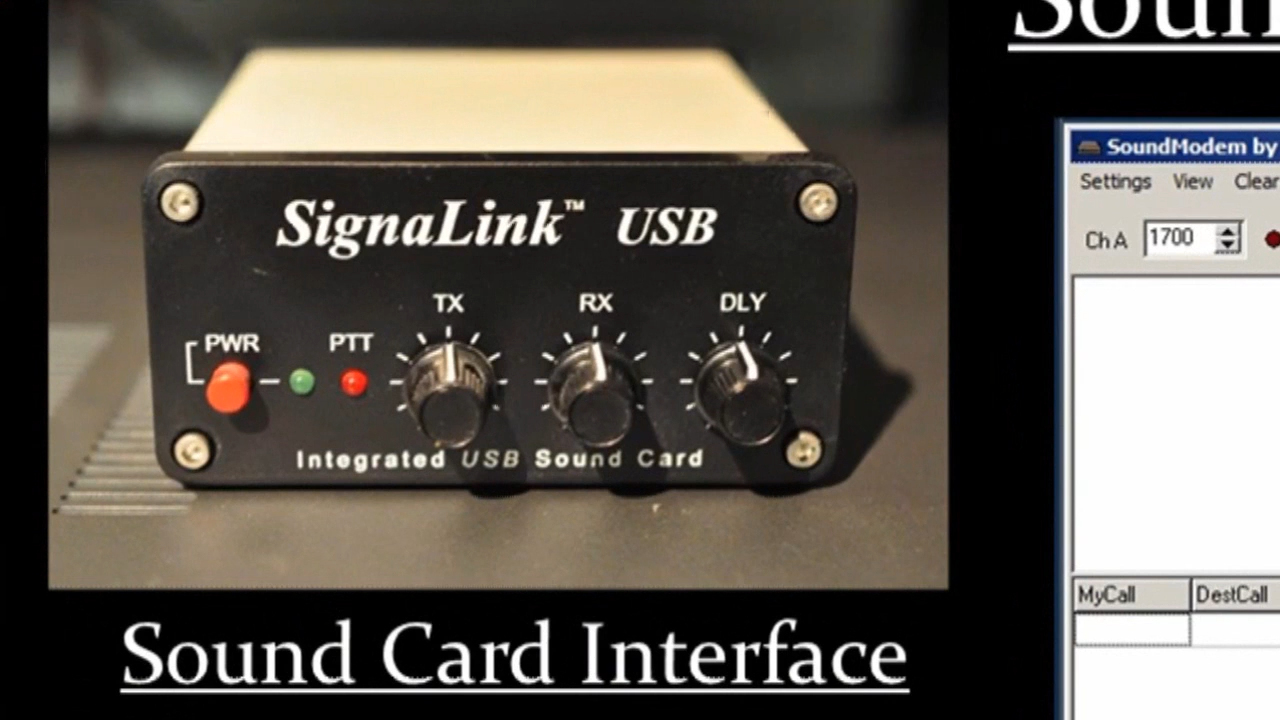 SignaLink™ USB
TX RX DLY
PWR PTT
Integrated USB Sound Card
Sound Card Interface
SoundModem by
Settings View Clear
Ch A 1700
MyCall DestCall